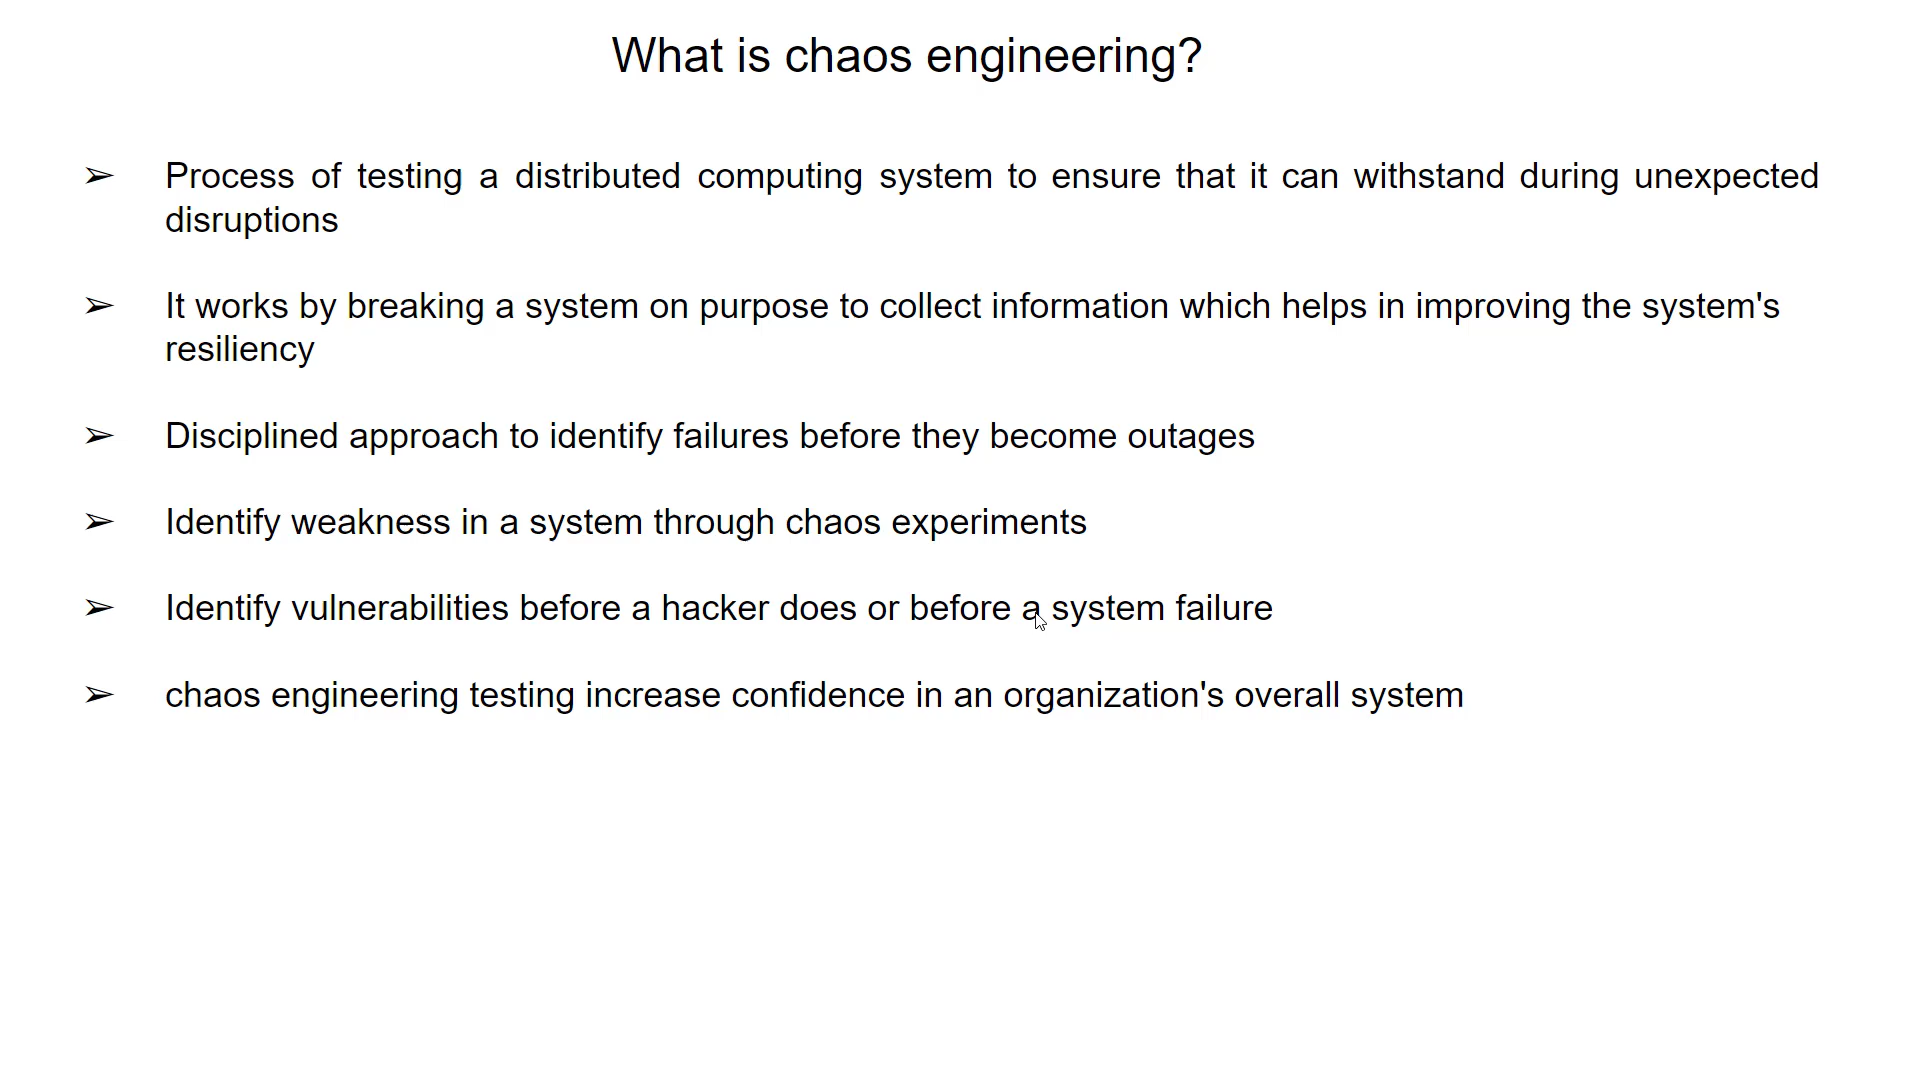 What is chaos engineering?
➢ Process of testing a distributed computing system to ensure that it can withstand during unexpected
disruptions
➢ It works by breaking a system on purpose to collect information which helps in improving the system's
resiliency
➢ Disciplined approach to identify failures before they become outages
➢ Identify weakness in a system through chaos experiments
➢ Identify vulnerabilities before a hacker does or before a system failure
➢ chaos engineering testing increase confidence in an organization's overall system